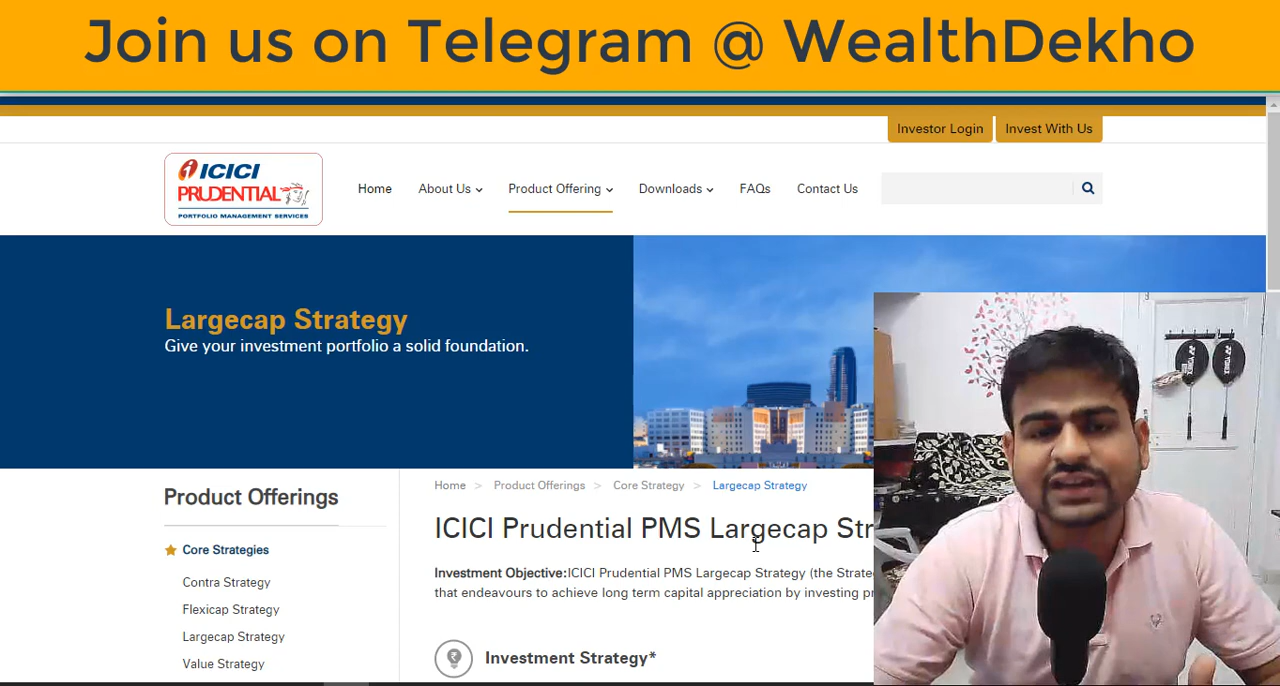 Join us on Telegram @ WealthDekho
Investor Login
Invest With Us
ICICI
PRUDENTIAL
PORTFOLIO MANAGEMENT SERVICES
Home
About Us
Product Offering
Downloads
FAQs
Contact Us
Largecap Strategy
Give your investment portfolio a solid foundation.
Product Offerings
Core Strategies
Contra Strategy
Flexicap Strategy
Largecap Strategy
Value Strategy
Home > Product Offerings > Core Strategy > Largecap Strategy
ICICI Prudential PMS Largecap Str
Investment Objective:ICICI Prudential PMS Largecap Strategy (the Strate
that endeavours to achieve long term capital appreciation by investing pr
Investment Strategy*